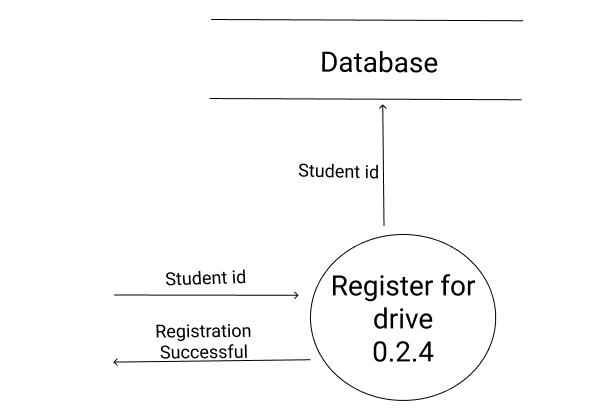 Database
Student id
Student id
Register for
drive
0.2.4
Registration
Successful